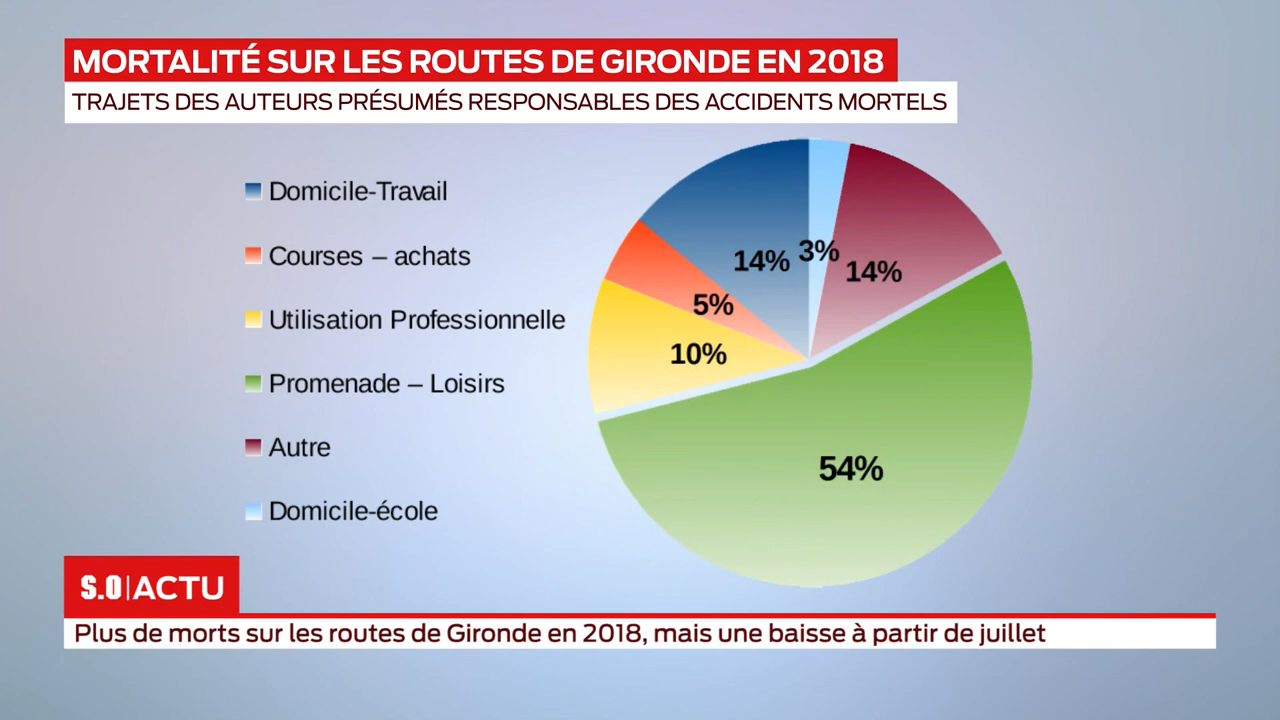 MORTALITÉ SUR LES ROUTES DE GIRONDE EN 2018
TRAJETS DES AUTEURS PRÉSUMÉS RESPONSABLES DES ACCIDENTS MORTELS
Domicile-Travail
Courses – achats
Utilisation Professionnelle
Promenade – Loisirs
Autre
Domicile-école
14%
3%
14%
5%
10%
54%
S.O|ACTU
Plus de morts sur les routes de Gironde en 2018, mais une baisse à partir de juillet